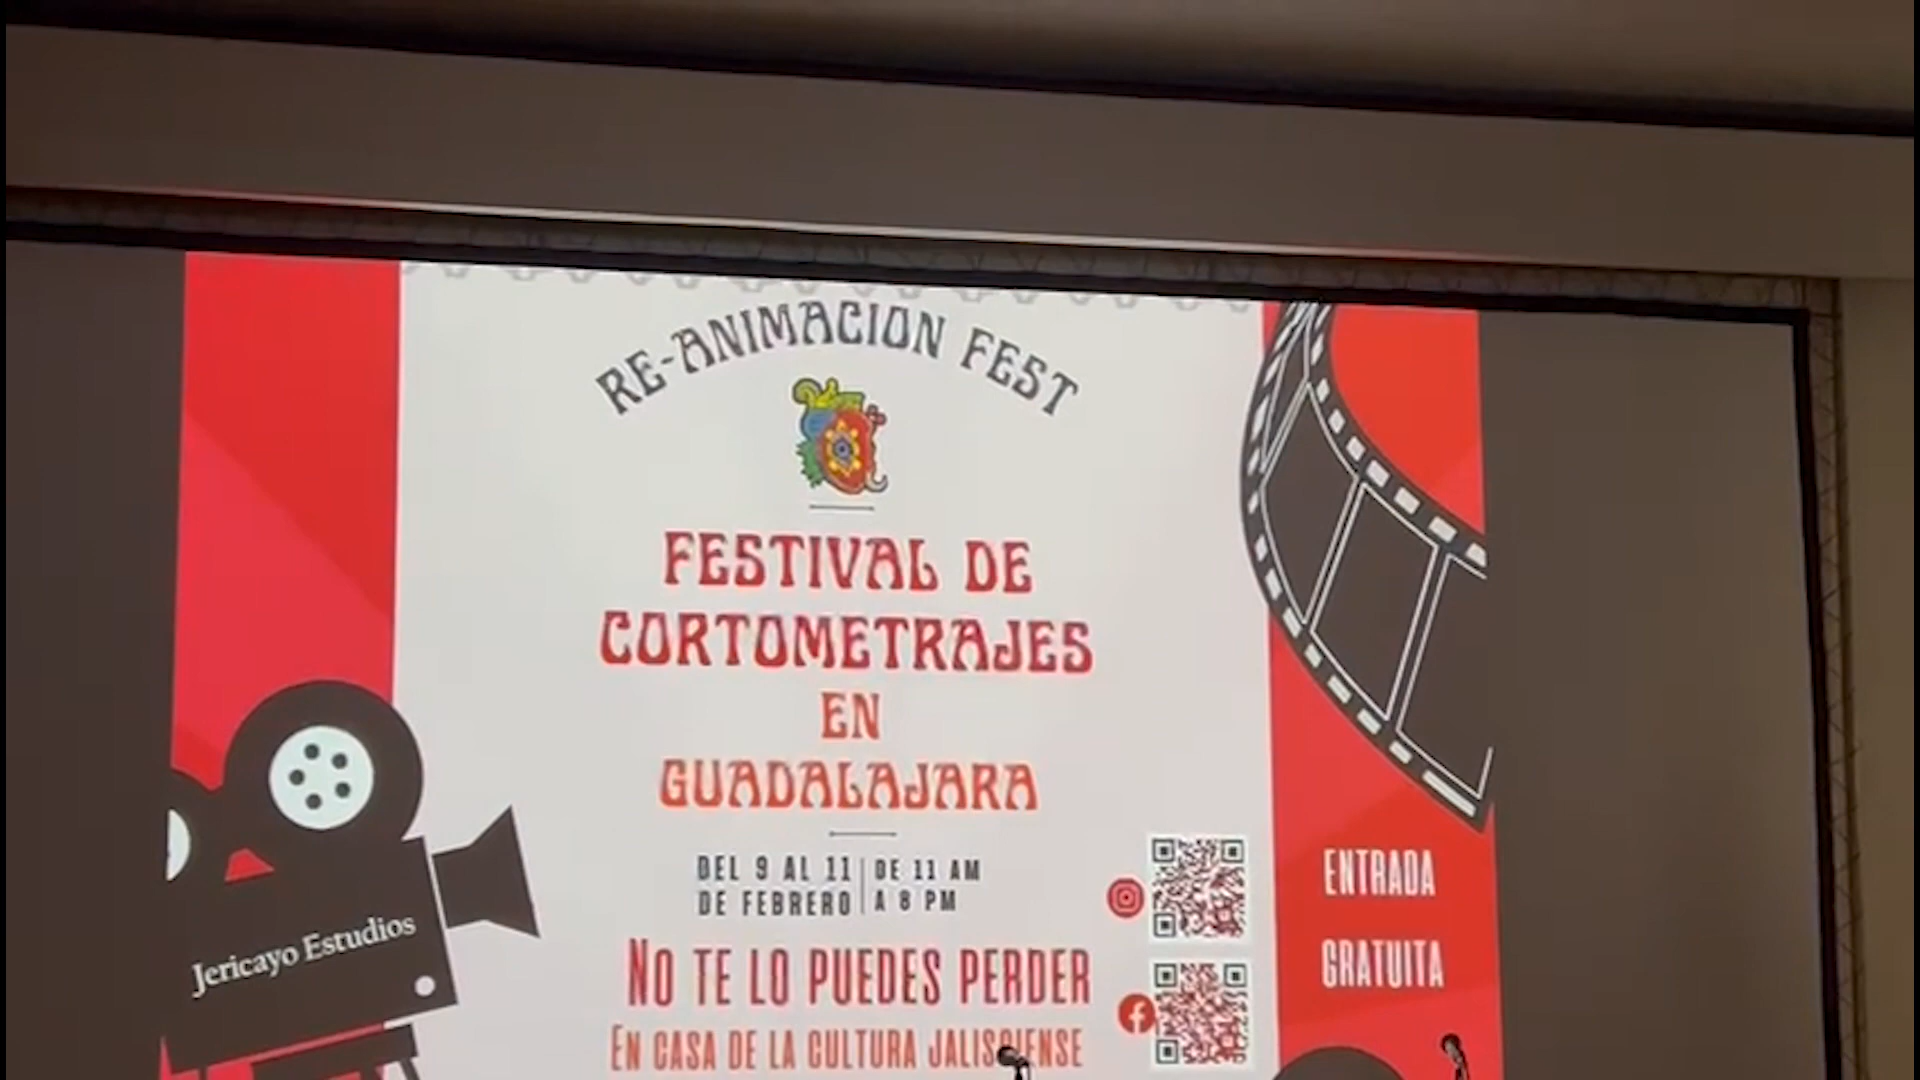 RE-ANIMACION FEST
FESTIVAL DE
CORTOMETRAJES
EN
GUADALAJARA
DEL 9 AL 11
DE FEBRERO
DE 11 AM
A 8 PM
NO TE LO PUEDES PERDER
EN CASA DE LA CULTURA JALISCIENSE
Jericayo Estudios
ENTRADA
GRATUITA